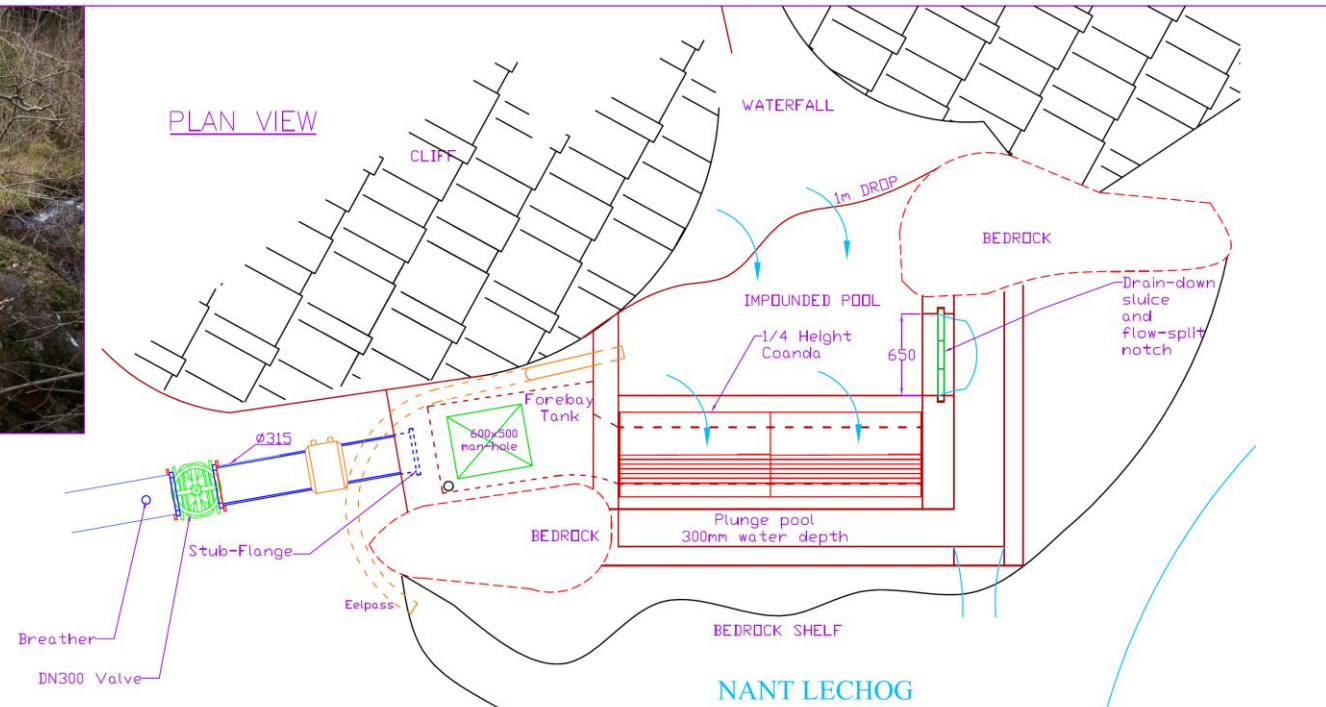 PLAN VIEW
WATERFALL
CLIFF
1m DROP
BEDROCK
IMPOUNDED POOL
Drain-down
sluice
and
flow-split
notch
1/4 Height
Coanda
650
Forebay
Tank
600x500
man-hole
Ø315
Stub-Flange
BEDROCK
Plunge pool
300mm water depth
Eelpass
Breather
DN300 Valve
BEDROCK SHELF
NANT LECHOG